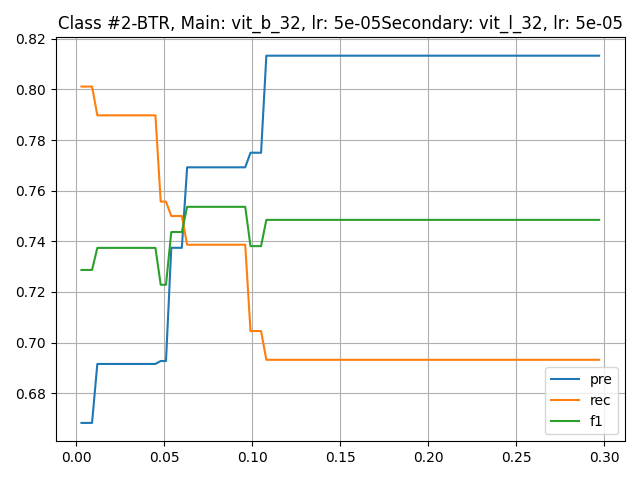 Class #2-BTR, Main: vit_b_32, lr: 5e-05Secondary: vit_l_32, lr: 5e-05
0.82
0.80
0.78
0.76
0.74
0.72
0.70
0.68
0.00 0.05 0.10 0.15 0.20 0.25 0.30
pre
rec
f1